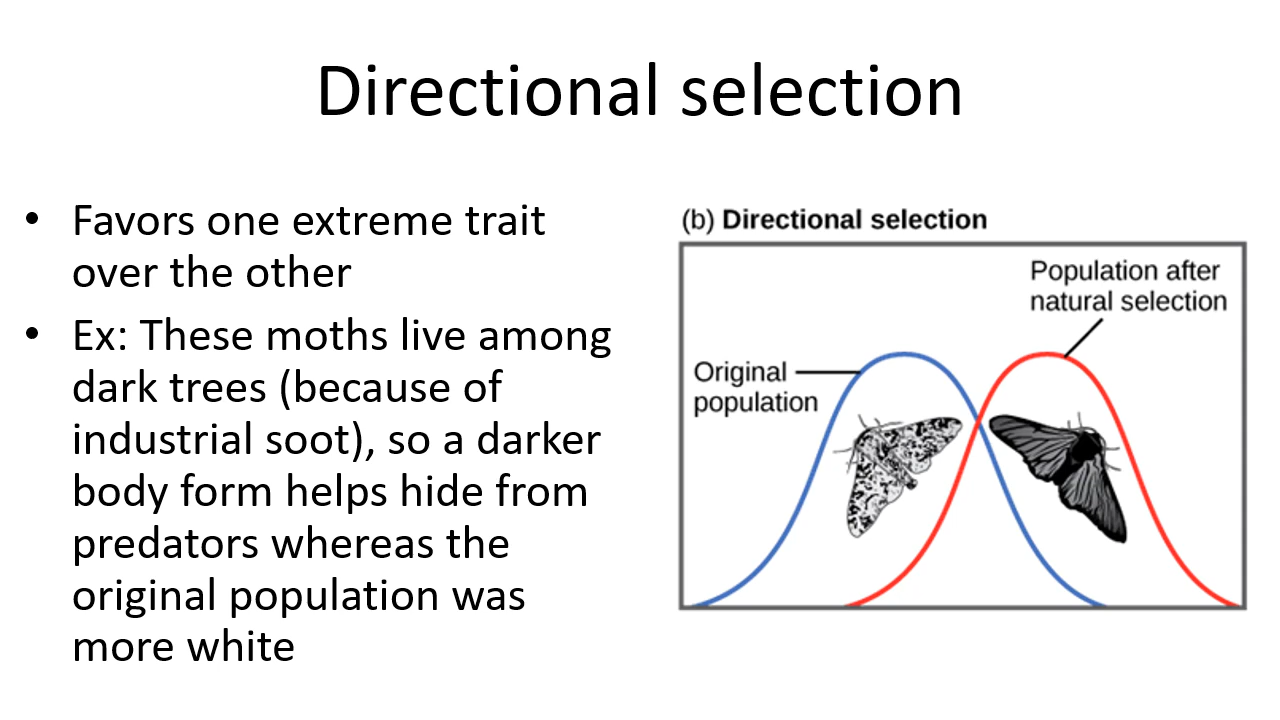 Directional selection
• Favors one extreme trait
over the other
• Ex: These moths live among
dark trees (because of
industrial soot), so a darker
body form helps hide from
predators whereas the
original population was
more white
(b) Directional selection
Population after
natural selection
Original
population